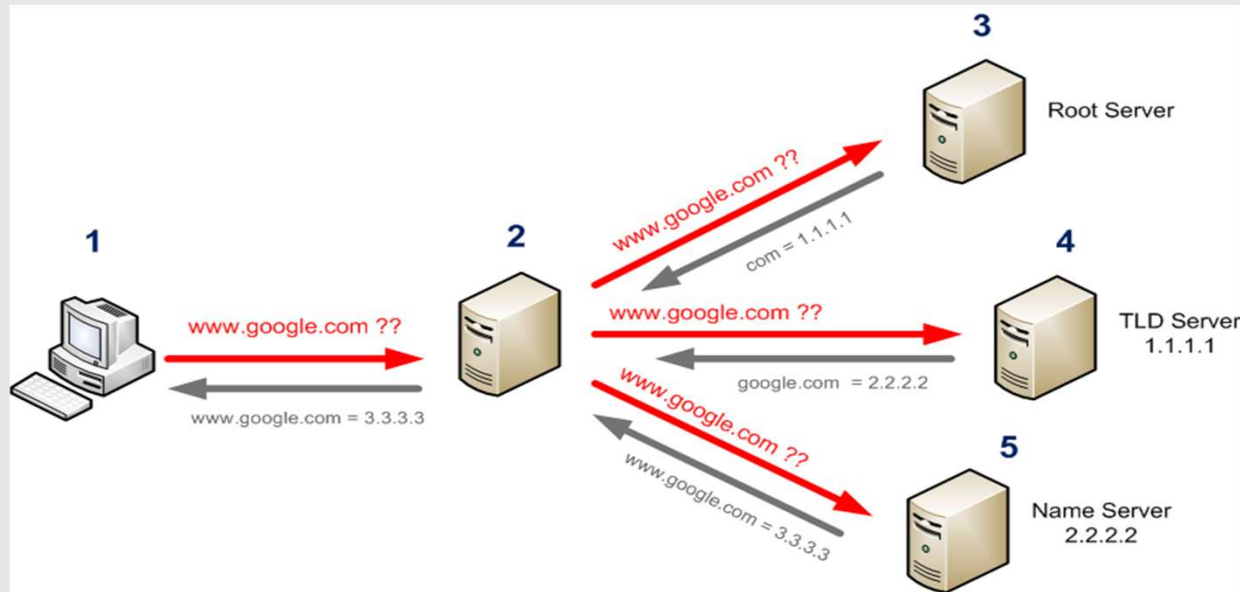 3
Root Server
www.google.com ??
com = 1.1.1.1
1
2
4
www.google.com ??
www.google.com = 3.3.3.3
www.google.com ??
google.com = 2.2.2.2
TLD Server
1.1.1.1
www.google.com ??
www.google.com = 3.3.3.3
5
Name Server
2.2.2.2